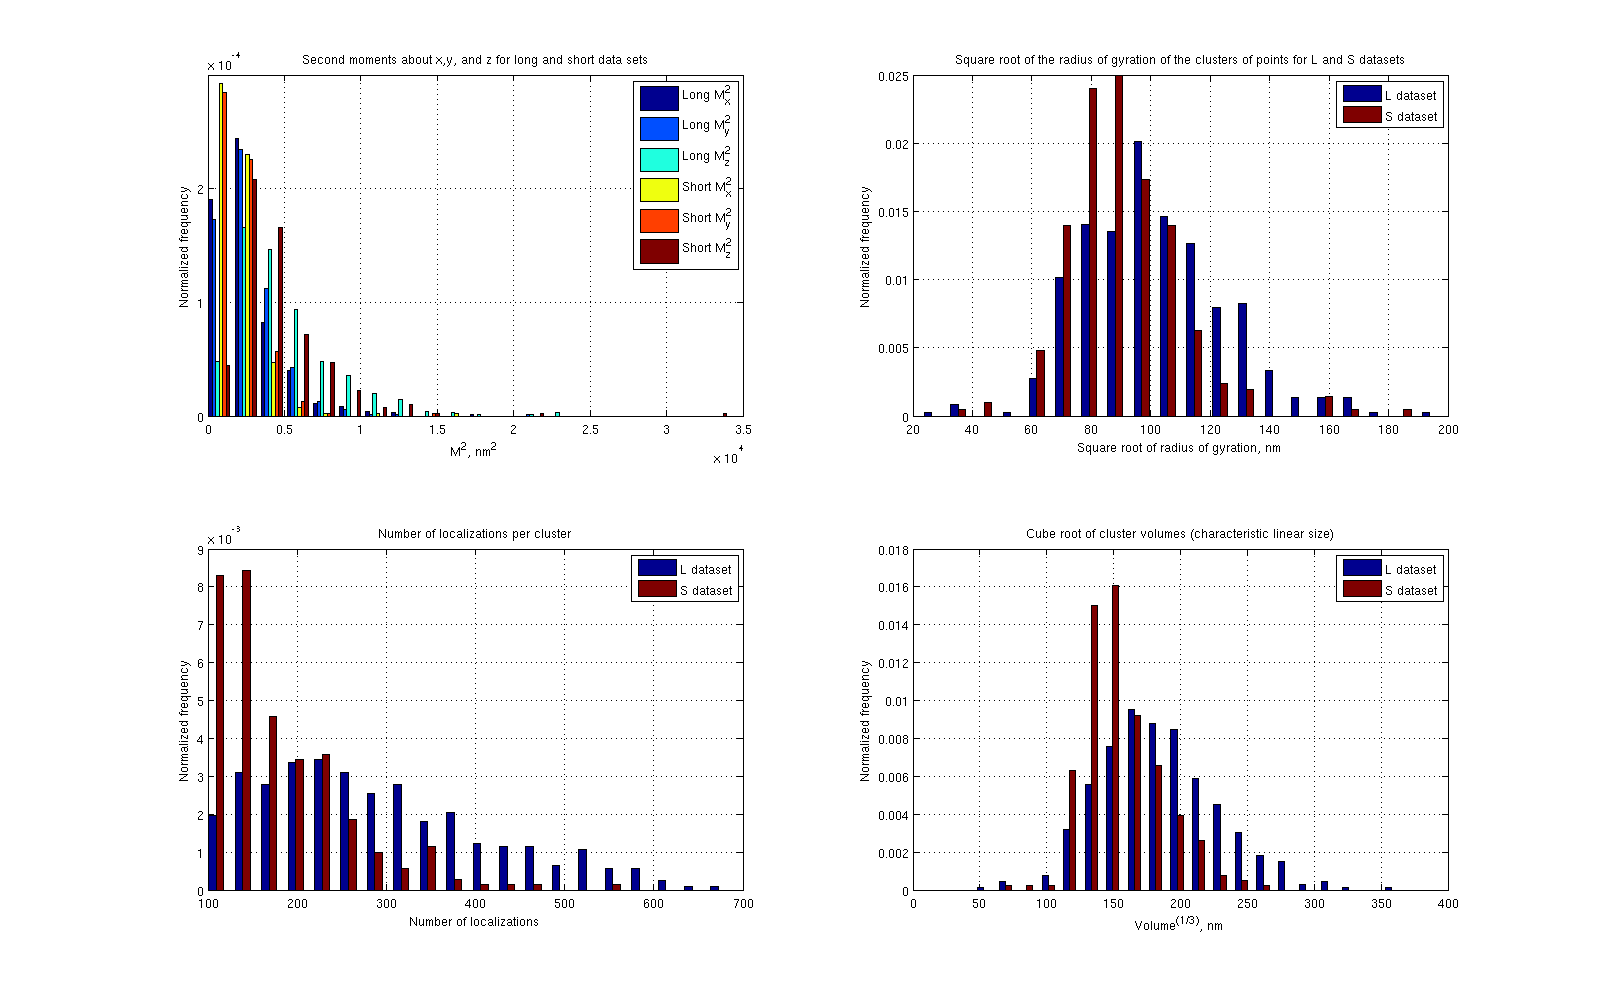 Second moments about x,y, and z for long and short data sets
x 10^-4
Normalized frequency
2
1
0
0 0.5 1 1.5 2 2.5 3 3.5
x 10^4
M^2, nm^2
Long M_x^2
Long M_y^2
Long M_z^2
Short M_x^2
Short M_y^2
Short M_z^2
Square root of the radius of gyration of the clusters of points for L and S datasets
Normalized frequency
0.025
0.02
0.015
0.01
0.005
0
20 40 60 80 100 120 140 160 180 200
Square root of radius of gyration, nm
L dataset
S dataset
Number of localizations per cluster
x 10^-3
Normalized frequency
9
8
7
6
5
4
3
2
1
0
100 200 300 400 500 600 700
Number of localizations
L dataset
S dataset
Cube root of cluster volumes (characteristic linear size)
Normalized frequency
0.018
0.016
0.014
0.012
0.01
0.008
0.006
0.004
0.002
0
0 50 100 150 200 250 300 350 400
Volume^(1/3), nm
L dataset
S dataset